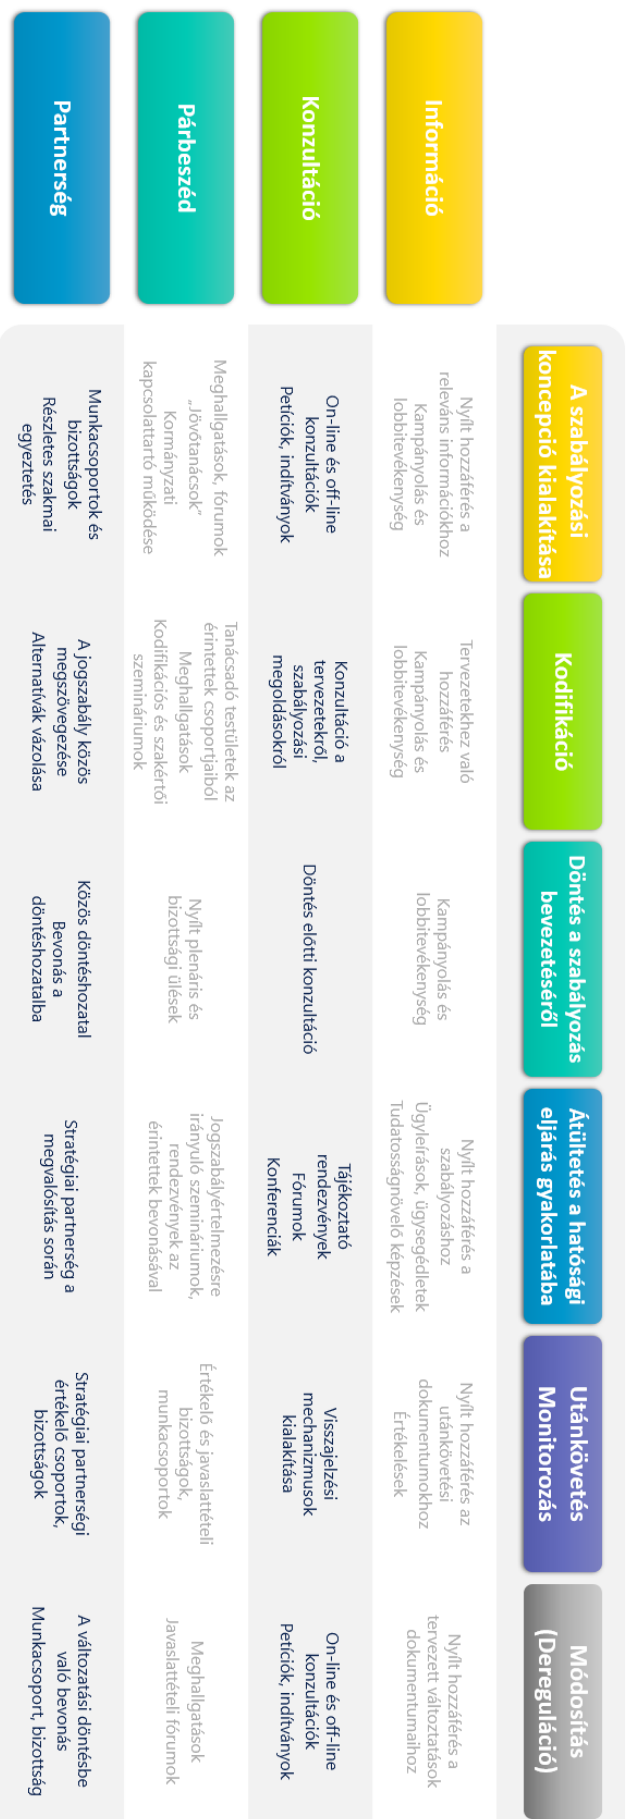 A szabályozási
koncepció kialakítása
Kodifikáció
Döntés a szabályozás
bevezetéséről
Átültetés a hatósági
eljárás gyakorlatába
Utánkövetés
Monitorozás
Módosítás
(Dereguláció)
Információ
Nyílt hozzáférés a
releváns információkhoz
Kampányolás és
lobbitevékenység
Tervezetekhez való
hozzáférés
Kampányolás és
lobbitevékenység
Kampányolás és
lobbitevékenység
Nyílt hozzáférés a
szabályozáshoz
Ügyleírások, ügysegédletek
Tudatosságnövelő képzések
Nyílt hozzáférés az
utánkövetési
dokumentumokhoz
Értékelések
Nyílt hozzáférés a
tervezett változtatások
dokumentumaihoz
Konzultáció
On-line és off-line
konzultációk
Petíciók, indítványok
Konzultáció a
tervezetekről,
szabályozási
megoldásokról
Döntés előtti konzultáció
Tájékoztató
rendezvények
Fórumok
Konferenciák
Visszajelzési
mechanizmusok
kialakítása
On-line és off-line
konzultációk
Petíciók, indítványok
Párbeszéd
Meghallgatások, fórumok
„Jövőtanácsok”
Kormányzati
kapcsolattartó működése
Tanácsadó testületek az
érintettek csoportjaiból
Meghallgatások
Kodifikációs és szakértői
szemináriumok
Nyílt plenáris és
bizottsági ülések
Jogszabályértelmezésre
irányuló szemináriumok,
rendezvények az
érintettek bevonásával
Értékelő és javaslattételi
bizottságok,
munkacsoportok
Meghallgatások
Javaslattételi fórumok
Partnerség
Munkacsoportok és
bizottságok
Részletes szakmai
egyeztetés
A jogszabály közös
megszövegezése
Alternatívák vázolása
Közös döntéshozatal
Bevonás a
döntéshozatalba
Stratégiai partnerség a
megvalósítás során
Stratégiai partnerségi
értékelő csoportok,
bizottságok
A változatási döntésbe
való bevonás
Munkacsoport, bizottság